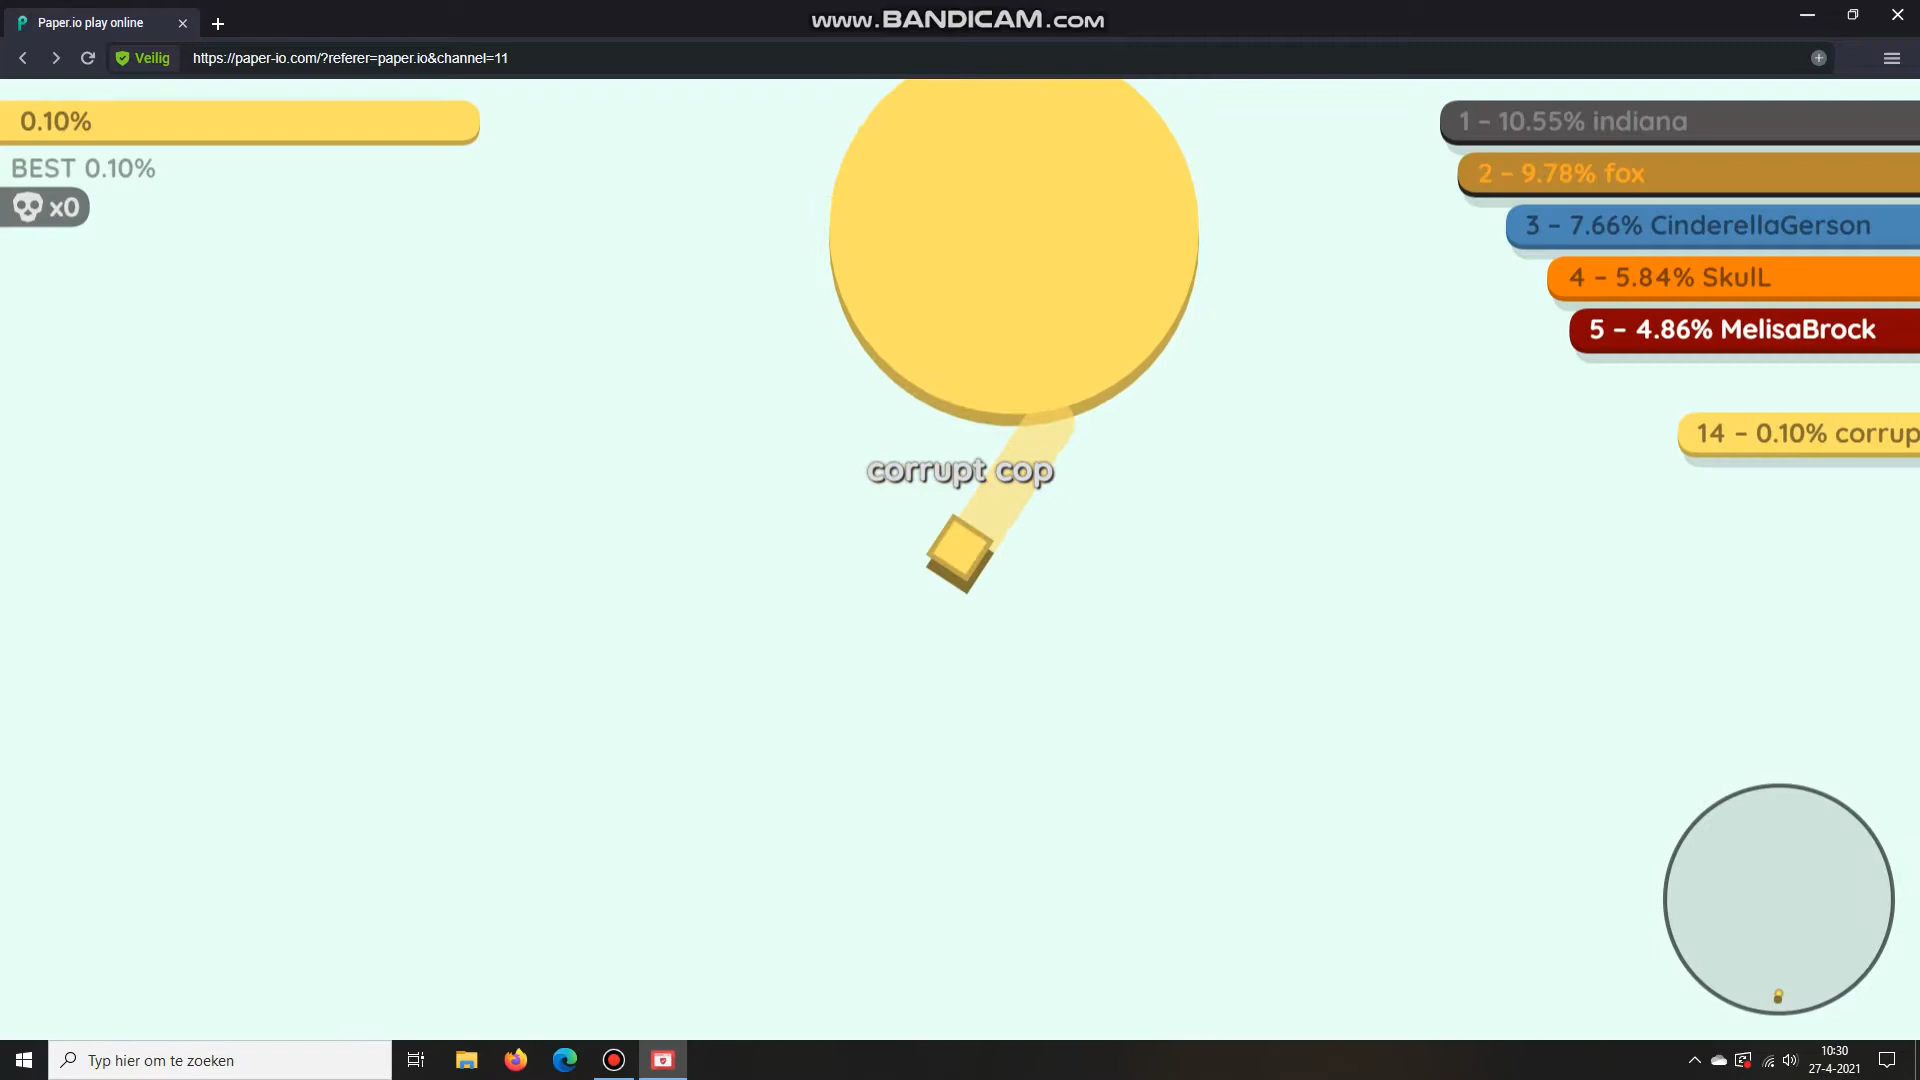 Paper.io play online
www.BANDICAM.com
Veilig
https://paper-io.com/?referer=paper.io&channel=11
0.10%
BEST 0.10%
x0
1 - 10.55% indiana
2 - 9.78% fox
3 - 7.66% CinderellaGerson
4 - 5.84% SkulL
5 - 4.86% MelisaBrock
14 - 0.10% corrup
corrupt cop
Typ hier om te zoeken
10:30
27-4-2021